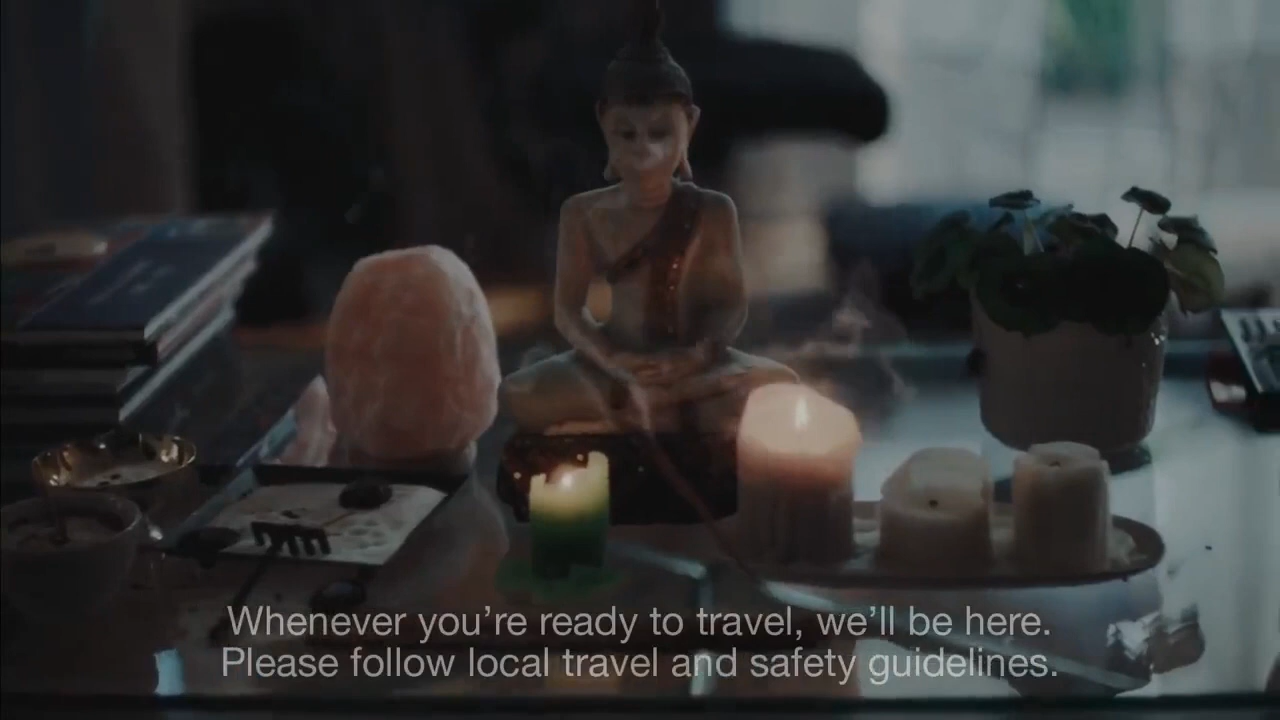 Whenever you’re ready to travel, we’ll be here.
Please follow local travel and safety guidelines.